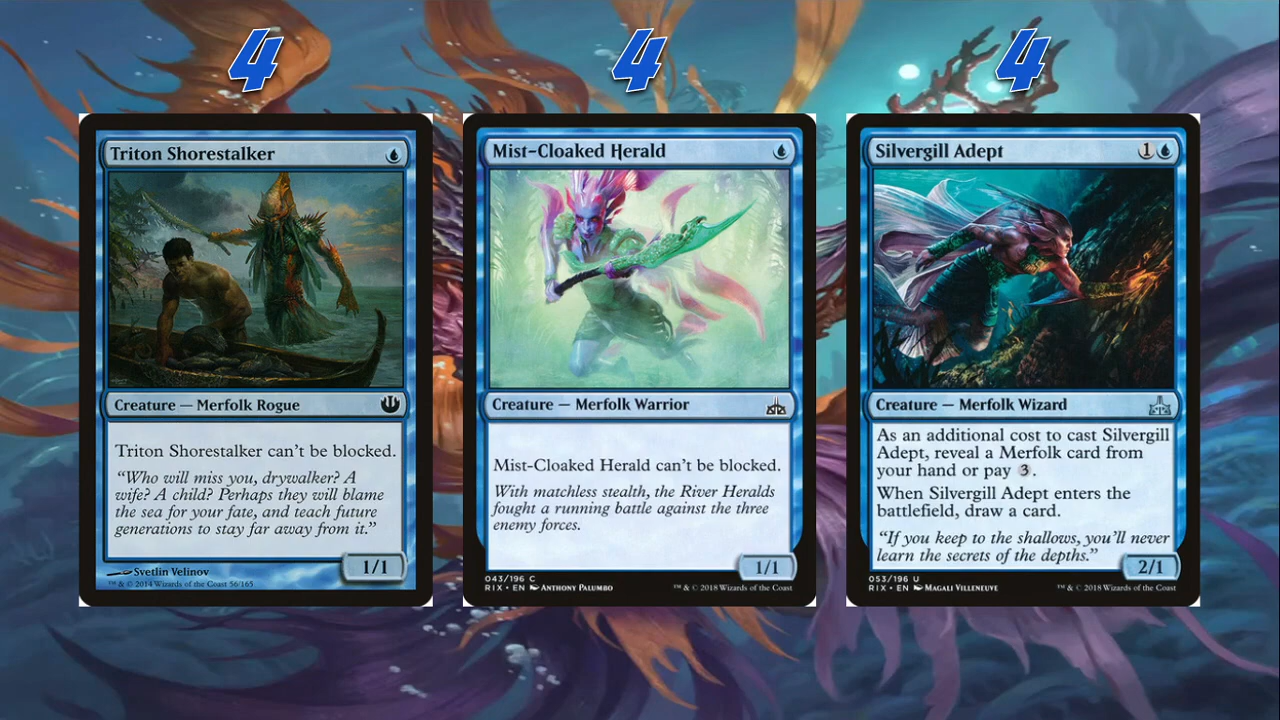 4
4
4
Triton Shorestalker
Creature — Merfolk Rogue
Triton Shorestalker can't be blocked.
"Who will miss you, drywalker? A
wife? A child? Perhaps they will blame
the sea for your fate, and teach future
generations to stay far away from it."
1/1
Svetlin Velinov
™ & © 2014 Wizards of the Coast 56/165
Mist-Cloaked Herald
Creature — Merfolk Warrior
Mist-Cloaked Herald can't be blocked.
With matchless stealth, the River Heralds
fought a running battle against the three
enemy forces.
1/1
043/196 C
RIX • EN Anthony Palumbo ™ & © 2018 Wizards of the Coast
Silvergill Adept 1
Creature — Merfolk Wizard
As an additional cost to cast Silvergill
Adept, reveal a Merfolk card from
your hand or pay 3.
When Silvergill Adept enters the
battlefield, draw a card.
"If you keep to the shallows, you'll never
learn the secrets of the depths."
2/1
053/196 U
RIX • EN Magali Villeneuve ™ & © 2018 Wizards of the Coast